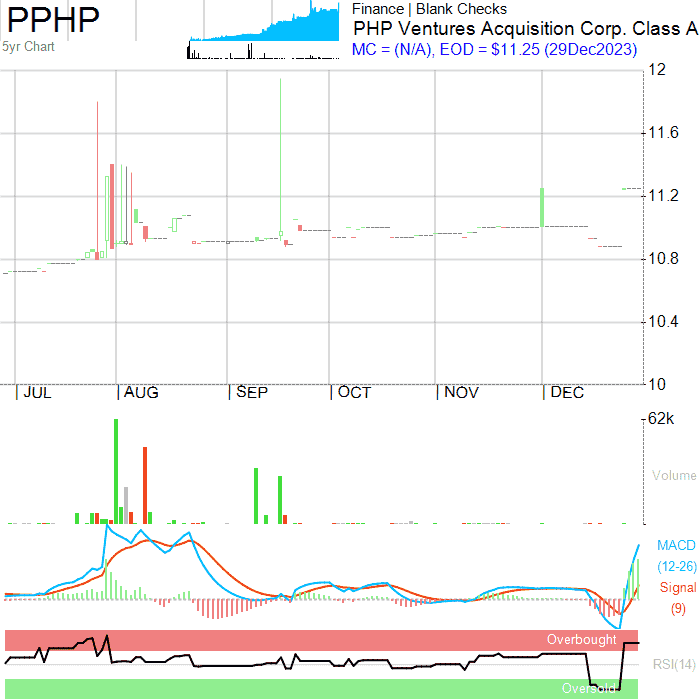 PPHP
5yr Chart
Finance | Blank Checks
PHP Ventures Acquisition Corp. Class A
MC = (N/A), EOD = $11.25 (29Dec2023)
12
11.6
11.2
10.8
10.4
10
JUL AUG SEP OCT NOV DEC
62k
Volume
MACD
(12-26)
Signal
(9)
Overbought
RSI(14)
Oversold